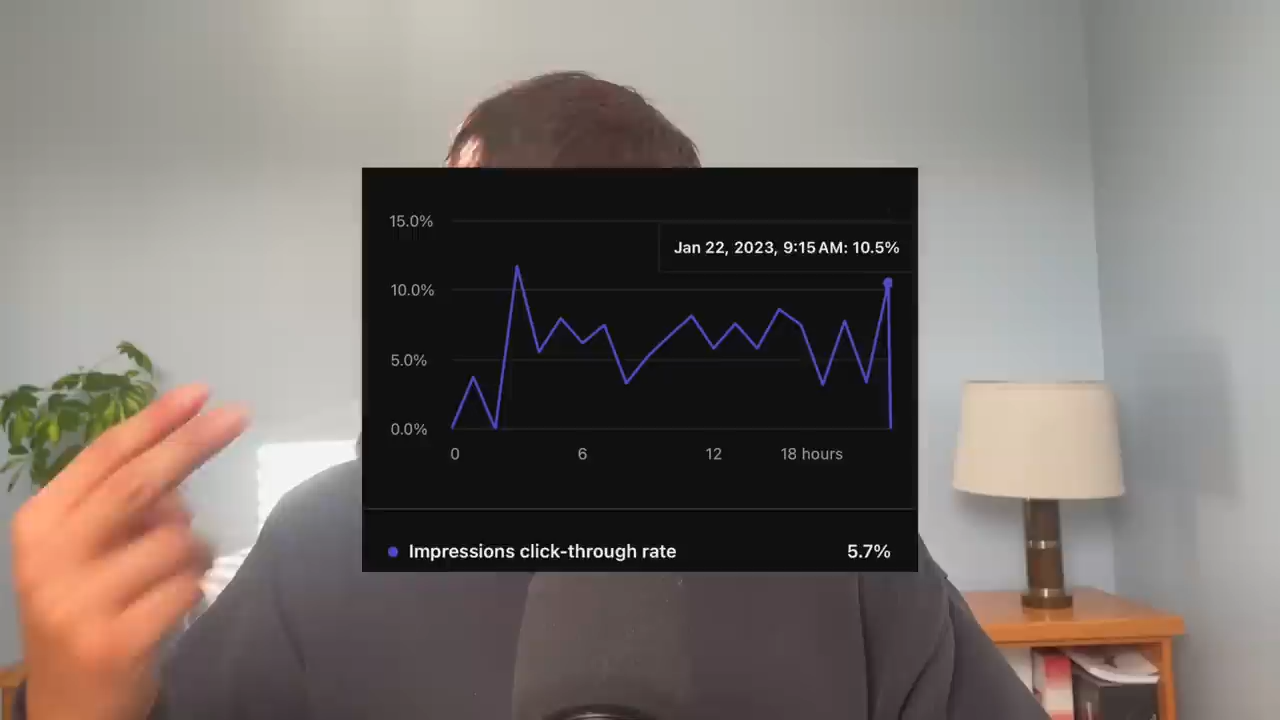 15.0%
Jan 22, 2023, 9:15 AM: 10.5%
10.0%
5.0%
0.0%
0 6 12 18 hours
Impressions click-through rate 5.7%